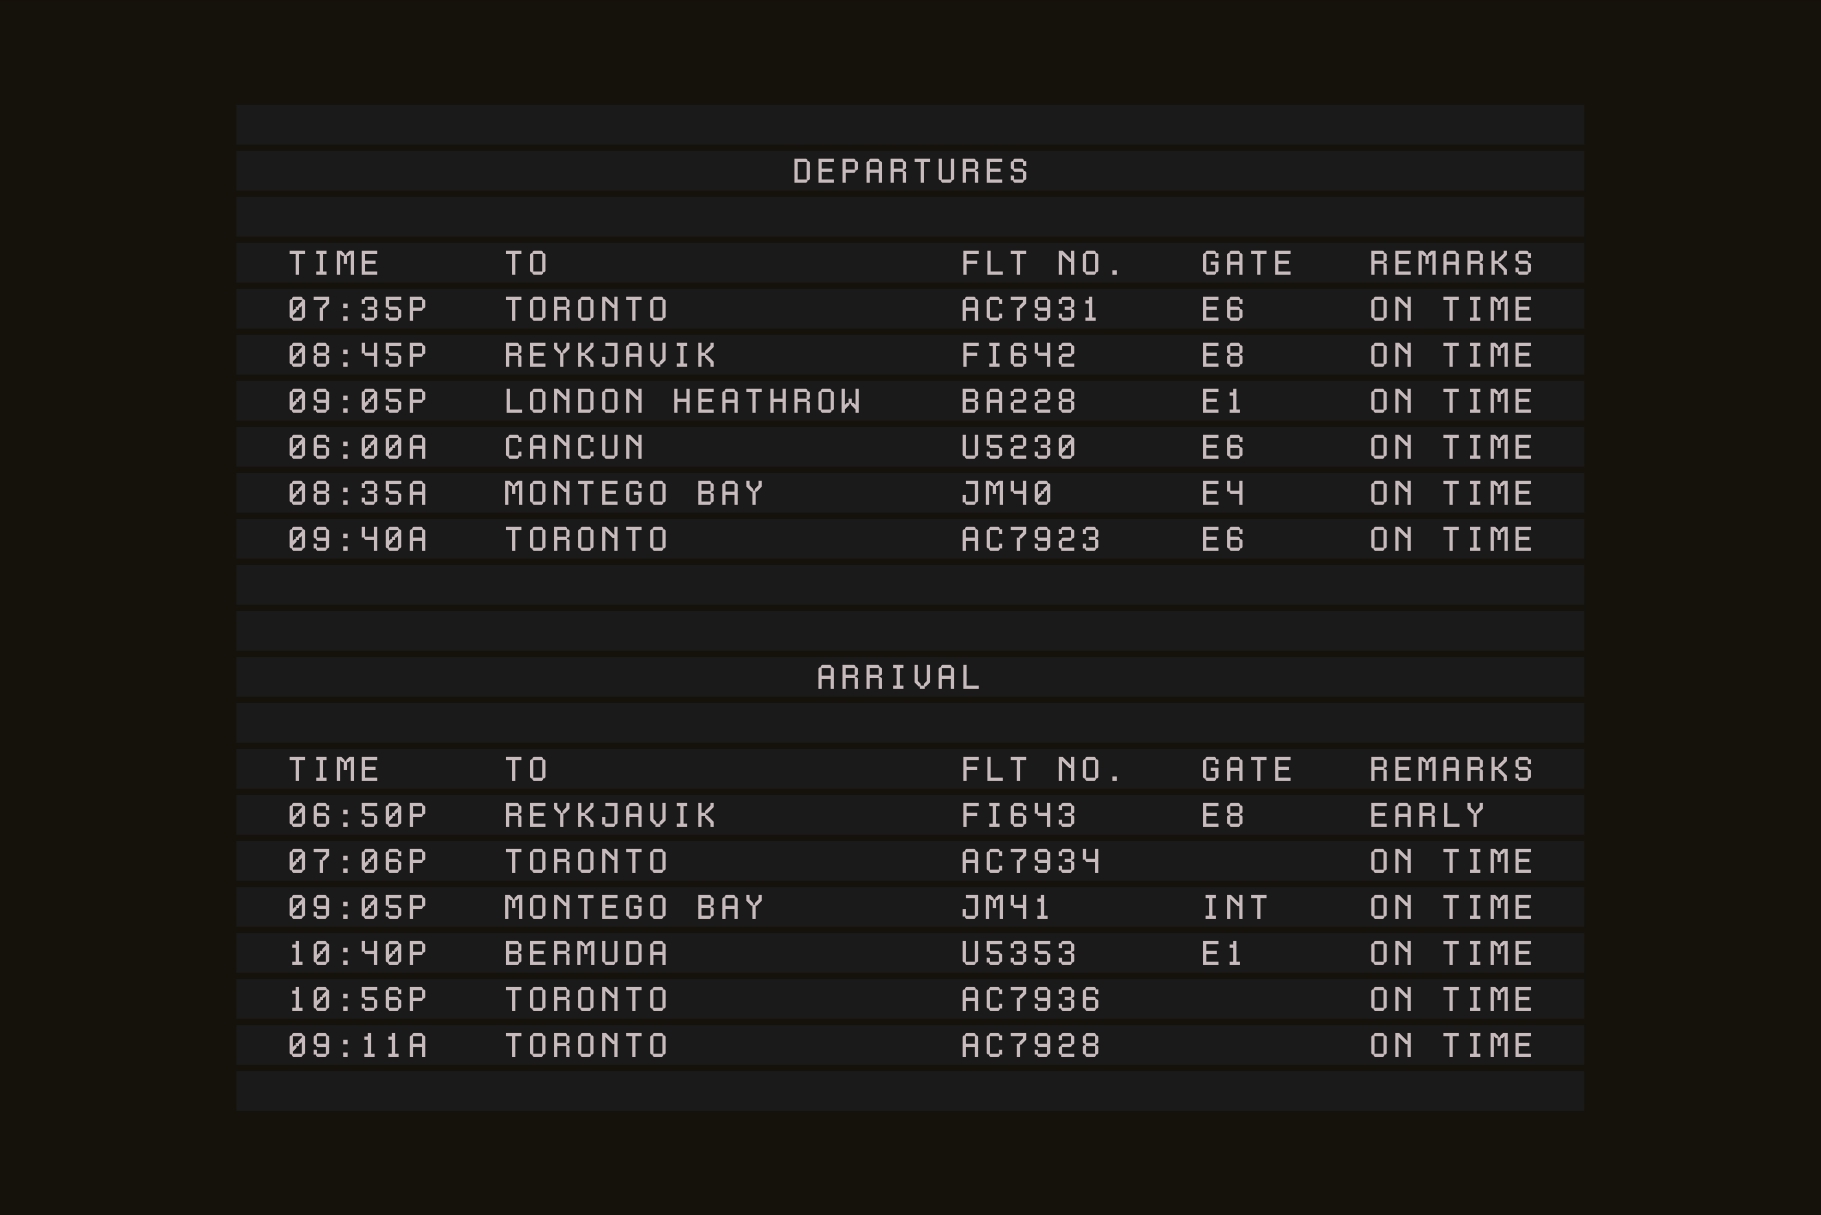 DEPARTURES
TIME TO FLT NO. GATE REMARKS
07:35P TORONTO AC7931 E6 ON TIME
08:45P REYKJAVIK FI642 E8 ON TIME
09:05P LONDON HEATHROW BA228 E1 ON TIME
06:00A CANCUN U5230 E6 ON TIME
08:35A MONTEGO BAY JM40 E4 ON TIME
09:40A TORONTO AC7923 E6 ON TIME
ARRIVAL
TIME TO FLT NO. GATE REMARKS
06:50P REYKJAVIK FI643 E8 EARLY
07:06P TORONTO AC7934 ON TIME
09:05P MONTEGO BAY JM41 INT ON TIME
10:40P BERMUDA U5353 E1 ON TIME
10:56P TORONTO AC7936 ON TIME
09:11A TORONTO AC7928 ON TIME